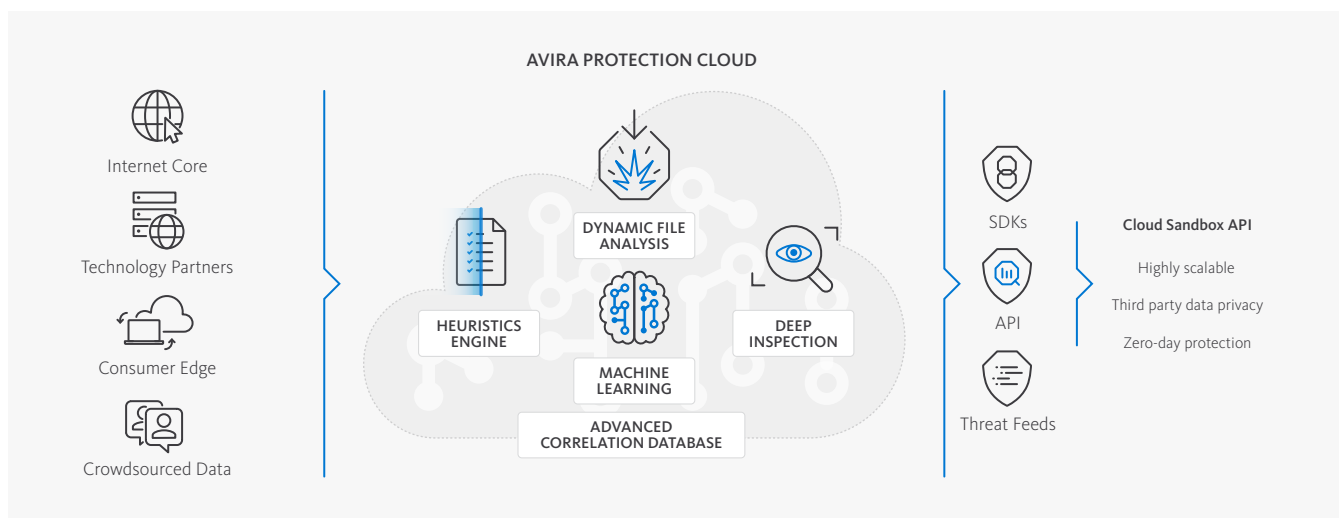 AVIRA PROTECTION CLOUD
Internet Core
Technology Partners
Consumer Edge
Crowdsourced Data
DYNAMIC FILE
ANALYSIS
HEURISTICS
ENGINE
DEEP
INSPECTION
MACHINE
LEARNING
ADVANCED
CORRELATION DATABASE
SDKs
API
Threat Feeds
Cloud Sandbox API
Highly scalable
Third party data privacy
Zero-day protection